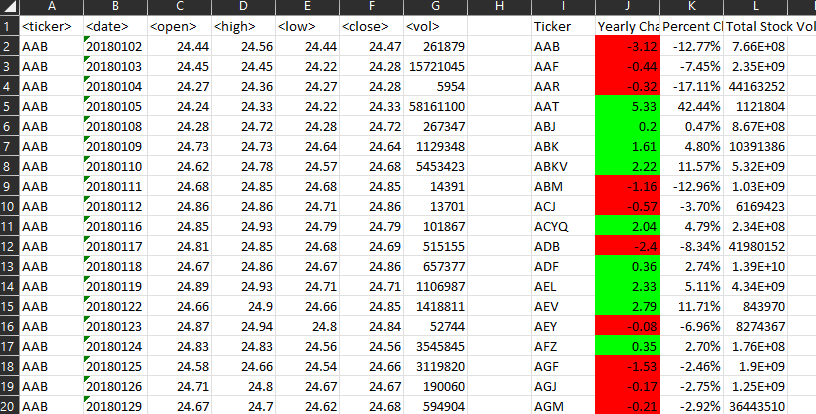 A B C D E F G H I J K L
1 <ticker> <date> <open> <high> <low> <close> <vol> Ticker Yearly Cha Percent Cl Total Stock Vol
2 AAB 20180102 24.44 24.56 24.44 24.47 261879 AAB -3.12 -12.77% 7.66E+08
3 AAB 20180103 24.45 24.45 24.22 24.28 15721045 AAF -0.44 -7.45% 2.35E+09
4 AAB 20180104 24.27 24.36 24.27 24.28 5954 AAR -0.32 -17.11% 44163252
5 AAB 20180105 24.24 24.33 24.22 24.33 58161100 AAT 5.33 42.44% 1121804
6 AAB 20180108 24.28 24.72 24.28 24.72 267347 ABJ 0.2 0.47% 8.67E+08
7 AAB 20180109 24.73 24.73 24.64 24.64 1129348 ABK 1.61 4.80% 10391386
8 AAB 20180110 24.62 24.78 24.57 24.68 5453423 ABKV 2.22 11.57% 5.32E+09
9 AAB 20180111 24.68 24.85 24.68 24.85 14391 ABM -1.16 -12.96% 1.03E+09
10 AAB 20180112 24.86 24.86 24.71 24.86 13701 ACJ -0.57 -3.70% 6169423
11 AAB 20180116 24.85 24.93 24.79 24.79 101867 ACYQ 2.04 4.79% 2.34E+08
12 AAB 20180117 24.81 24.85 24.68 24.69 515155 ADB -2.4 -8.34% 41980152
13 AAB 20180118 24.67 24.86 24.67 24.86 657377 ADF 0.36 2.74% 1.39E+10
14 AAB 20180119 24.89 24.93 24.71 24.71 1106987 AEL 2.33 5.11% 4.34E+09
15 AAB 20180122 24.66 24.9 24.66 24.85 1418811 AEV 2.79 11.71% 843970
16 AAB 20180123 24.87 24.94 24.8 24.84 52744 AEY -0.08 -6.96% 8274367
17 AAB 20180124 24.83 24.83 24.56 24.56 3545845 AFZ 0.35 2.70% 1.76E+08
18 AAB 20180125 24.58 24.66 24.54 24.66 3119820 AGF -1.53 -2.46% 1.9E+09
19 AAB 20180126 24.71 24.8 24.67 24.67 190060 AGJ -0.17 -2.75% 1.25E+09
20 AAB 20180129 24.67 24.7 24.62 24.68 594904 AGM -0.21 -2.92% 36443510